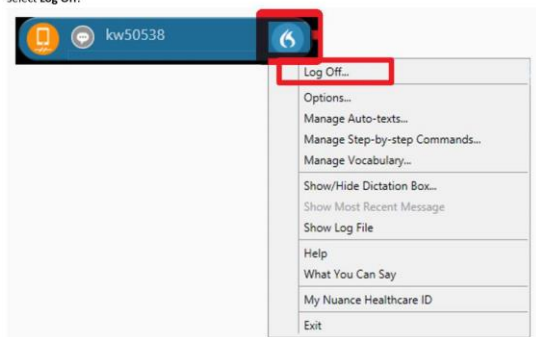 select Log Off.
kw50538
Log Off...
Options...
Manage Auto-texts...
Manage Step-by-step Commands...
Manage Vocabulary...
Show/Hide Dictation Box...
Show Most Recent Message
Show Log File
Help
What You Can Say
My Nuance Healthcare ID
Exit